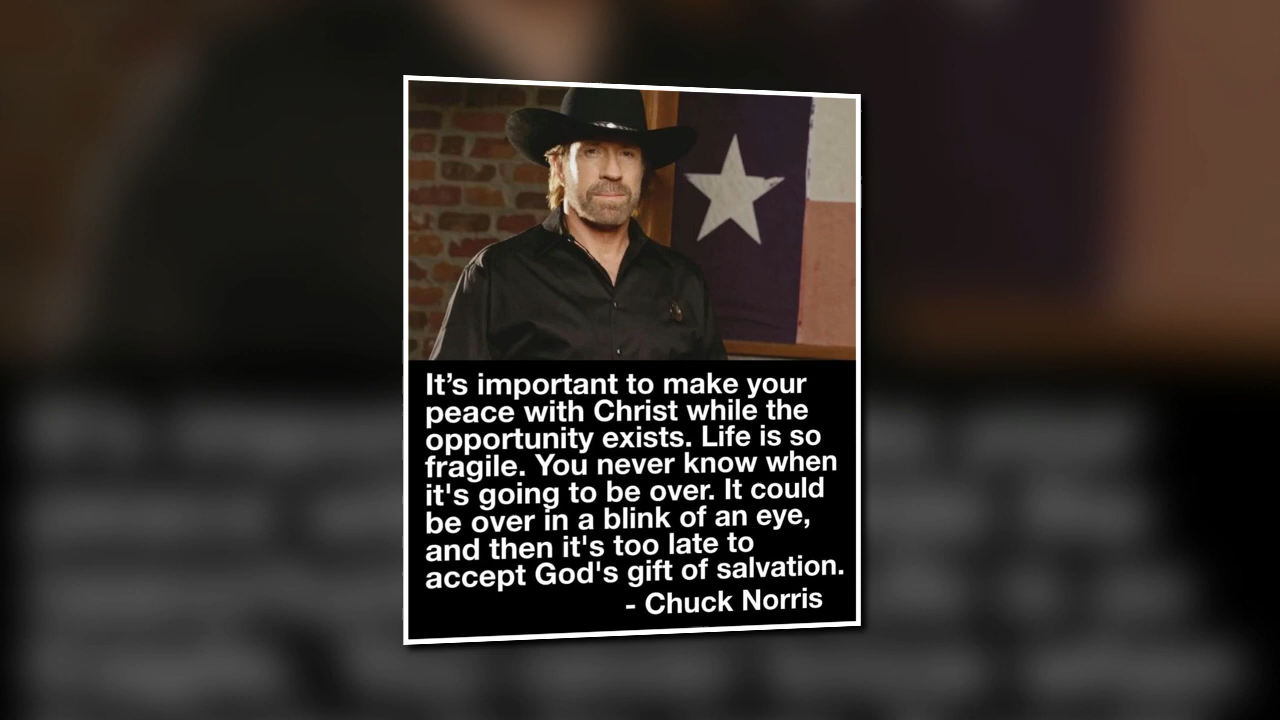 It’s important to make your
peace with Christ while the
opportunity exists. Life is so
fragile. You never know when
it's going to be over. It could
be over in a blink of an eye,
and then it's too late to
accept God's gift of salvation.
- Chuck Norris